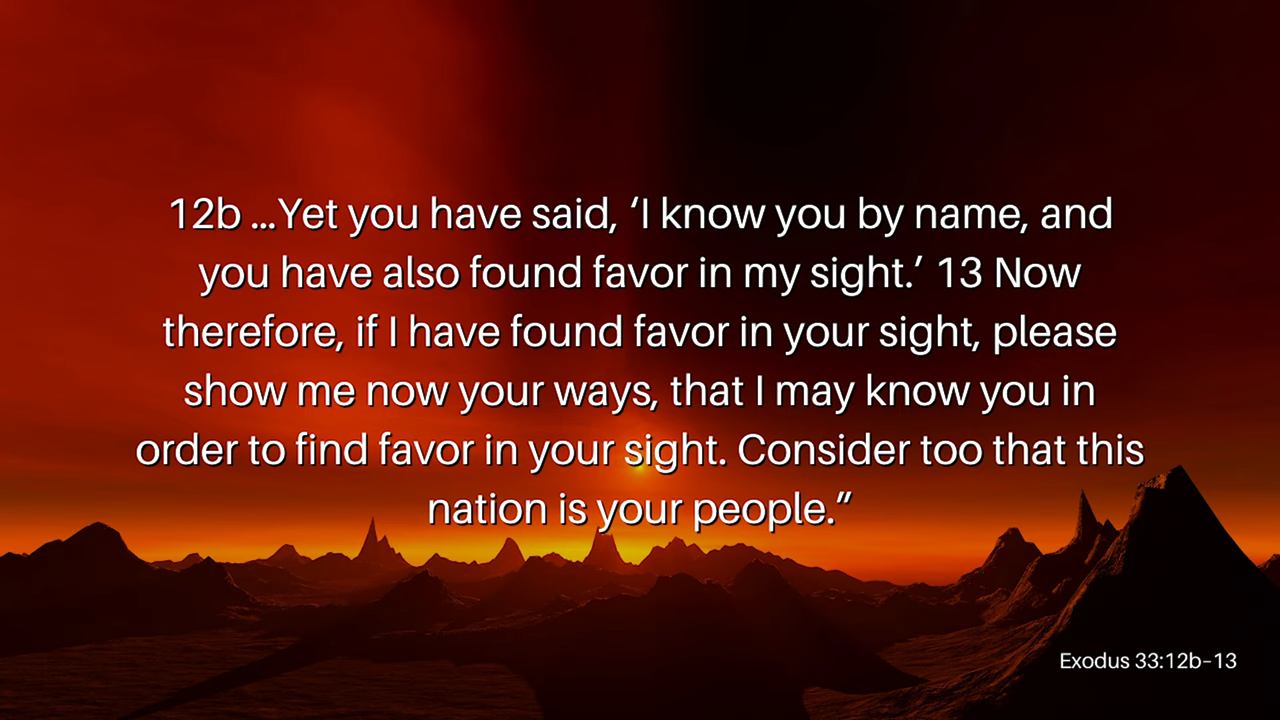 12b …Yet you have said, ‘I know you by name, and
you have also found favor in my sight.’ 13 Now
therefore, if I have found favor in your sight, please
show me now your ways, that I may know you in
order to find favor in your sight. Consider too that this
nation is your people.”
Exodus 33:12b–13